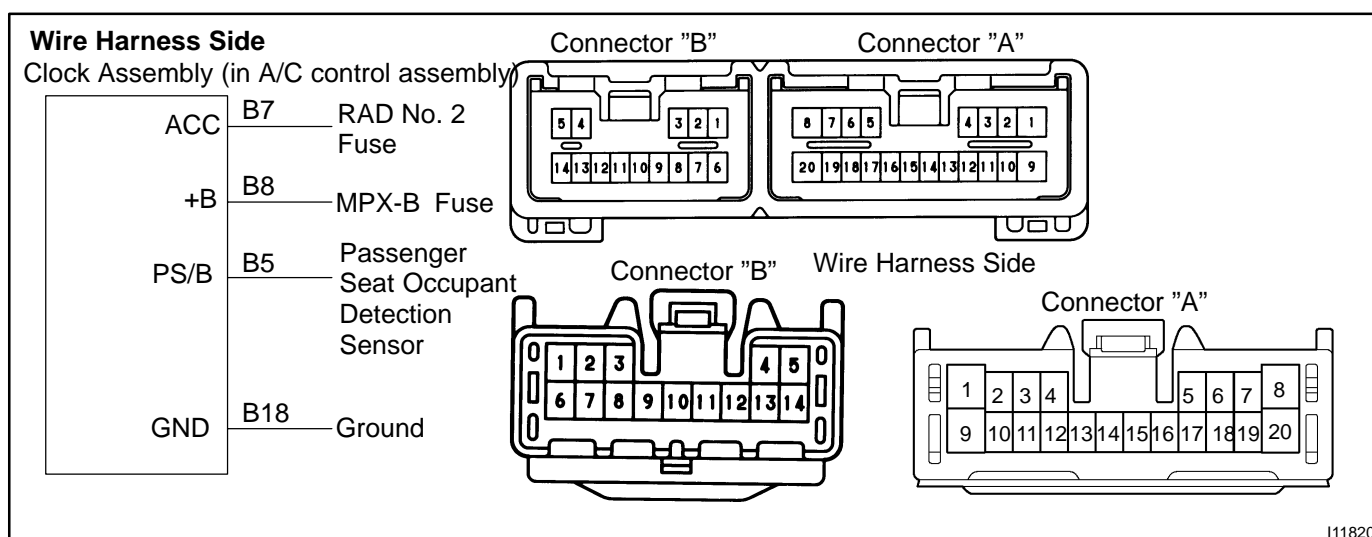 Wire Harness Side
Clock Assembly (in A/C control assembly)
ACC
B7
RAD No. 2
Fuse
+B
B8
MPX-B Fuse
PS/B
B5
Passenger
Seat Occupant
Detection
Sensor
GND
B18
Ground
Connector "B"
Connector "A"
5 4 3 2 1
14 13 12 11 10 9 8 7 6
8 7 6 5 4 3 2 1
20 19 18 17 16 15 14 13 12 11 10 9
Connector "B"
Wire Harness Side
Connector "A"
1 2 3 4 5
6 7 8 9 10 11 12 13 14
1 2 3 4 5 6 7 8
9 10 11 12 13 14 15 16 17 18 19 20
I11820